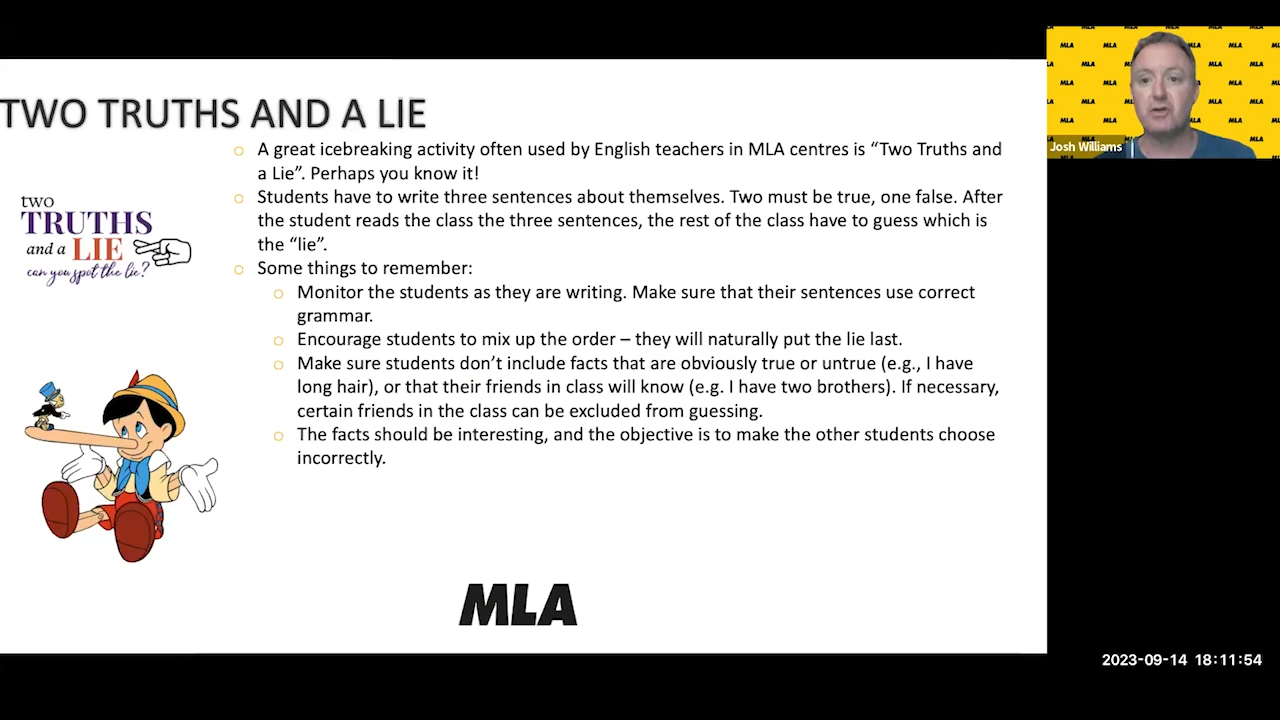 TWO TRUTHS AND A LIE
A great icebreaking activity often used by English teachers in MLA centres is “Two Truths and
a Lie”. Perhaps you know it!
Students have to write three sentences about themselves. Two must be true, one false. After
the student reads the class the three sentences, the rest of the class have to guess which is
the “lie”.
Some things to remember:
Monitor the students as they are writing. Make sure that their sentences use correct
grammar.
Encourage students to mix up the order – they will naturally put the lie last.
Make sure students don’t include facts that are obviously true or untrue (e.g., I have
long hair), or that their friends in class will know (e.g. I have two brothers). If necessary,
certain friends in the class can be excluded from guessing.
The facts should be interesting, and the objective is to make the other students choose
incorrectly.
two
TRUTHS
and a LIE
can you spot the lie?
MLA
MLA MLA MLA MLA MLA
Josh Williams
2023-09-14 18:11:54